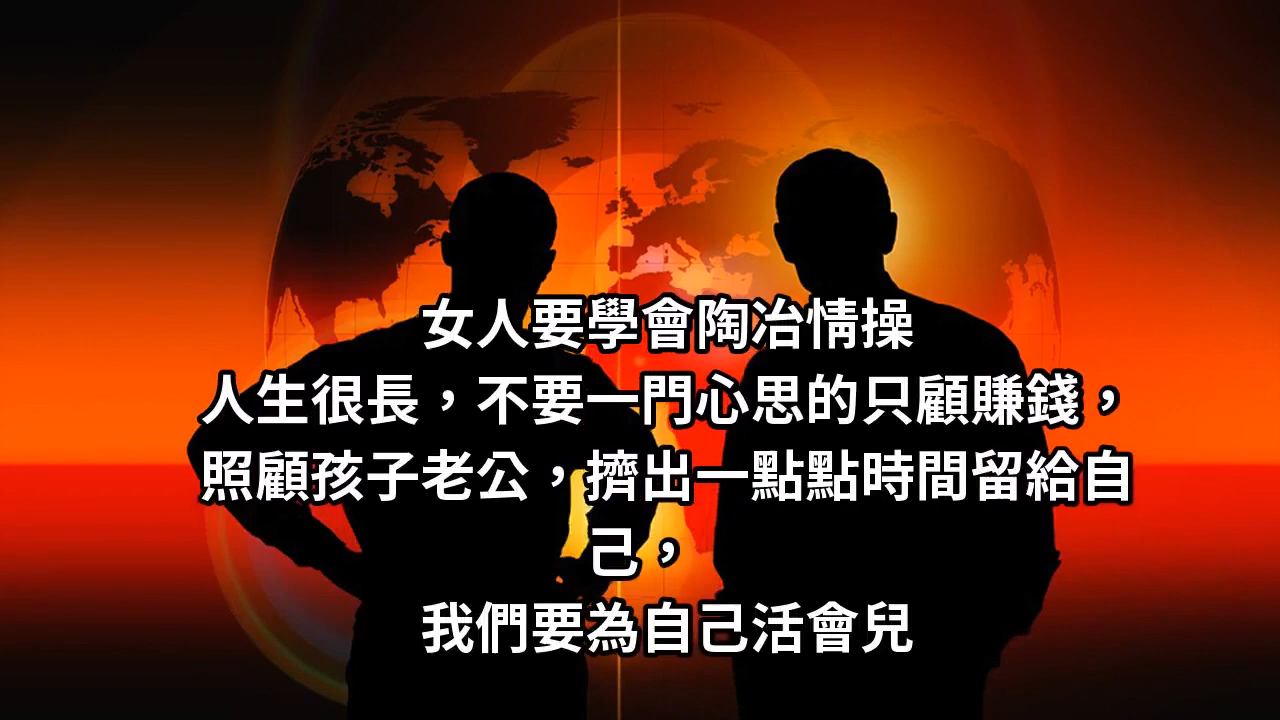 女人要學會陶冶情操
人生很長，不要一門心思的只顧賺錢，
照顧孩子老公，擠出一點點時間留給自
己，
我們要為自己活會兒